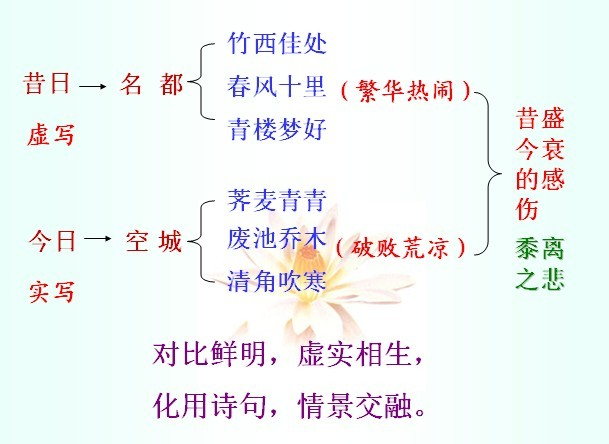 竹西佳处
昔日 → 名 都
春风十里
(繁华热闹)
虚写
青楼梦好
昔盛
今衰
的感
伤
荠麦青青
今日 → 空 城
废池乔木
(破败荒凉)
实写
清角吹寒
黍离
之悲
对比鲜明，虚实相生，
化用诗句，情景交融。